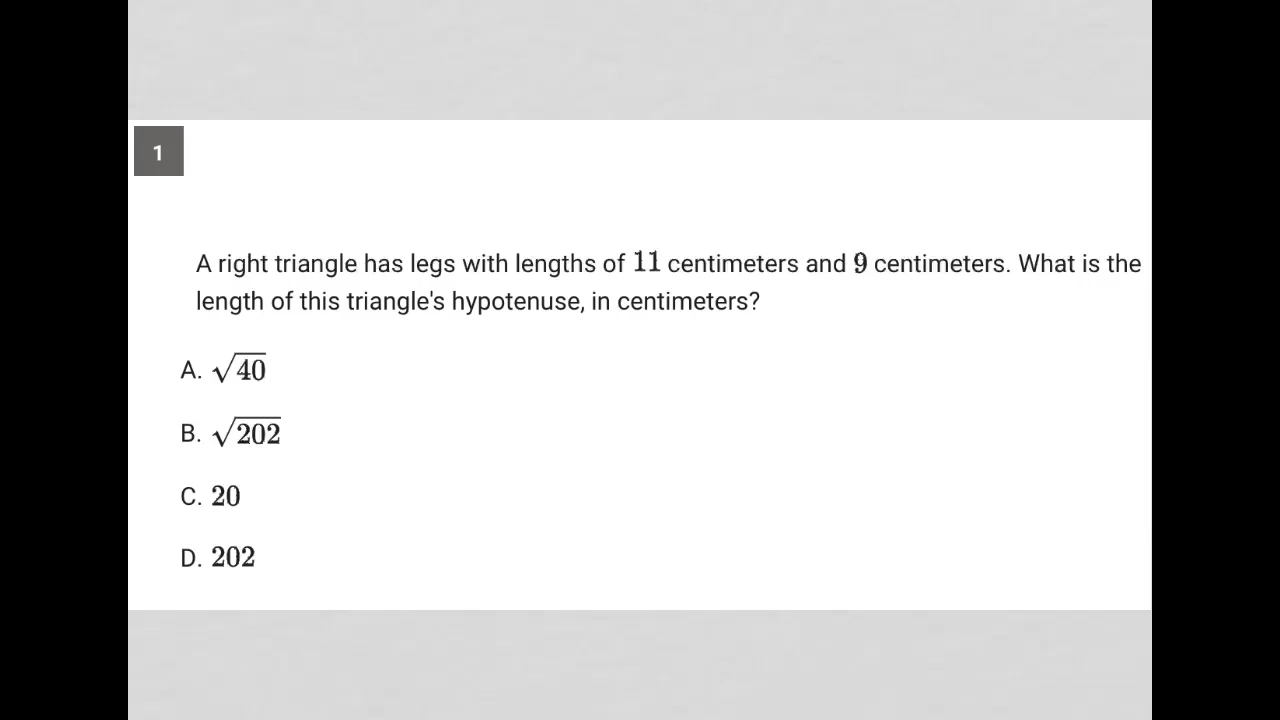 1
A right triangle has legs with lengths of 11 centimeters and 9 centimeters. What is the
length of this triangle's hypotenuse, in centimeters?
A. √40
B. √202
C. 20
D. 202